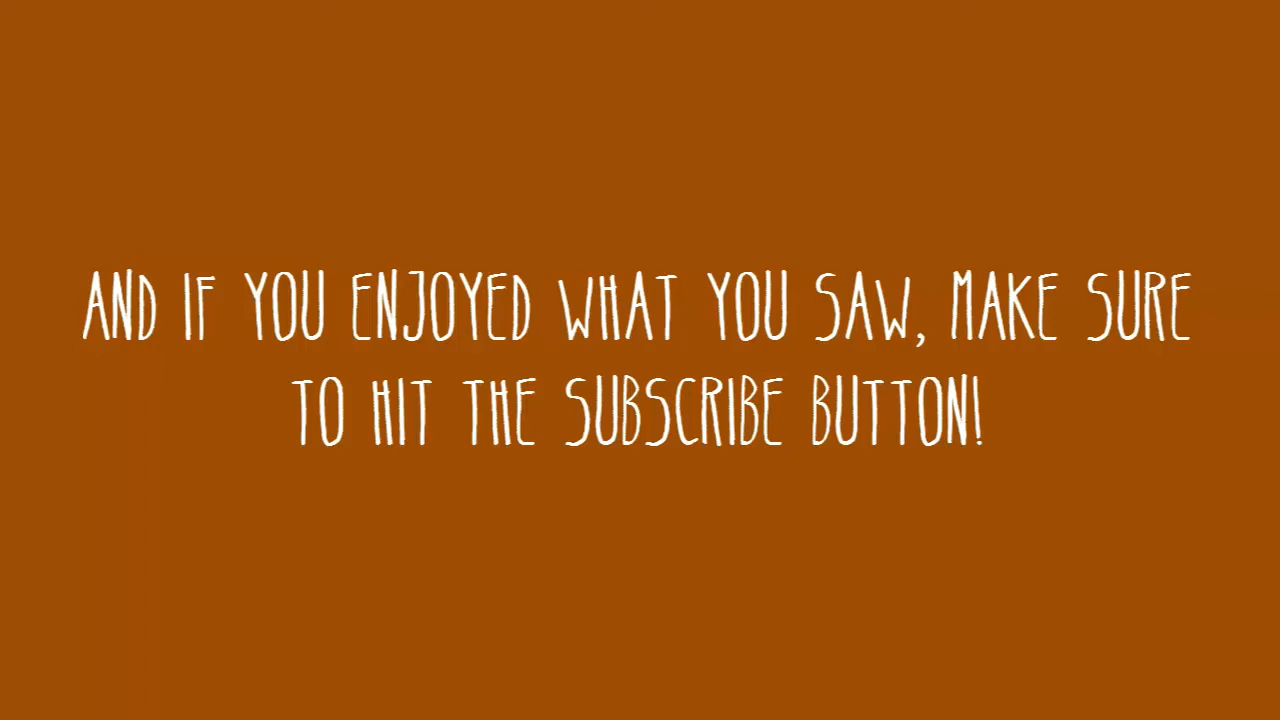 AND IF YOU ENJOYED WHAT YOU SAW, MAKE SURE
TO HIT THE SUBSCRIBE BUTTON!